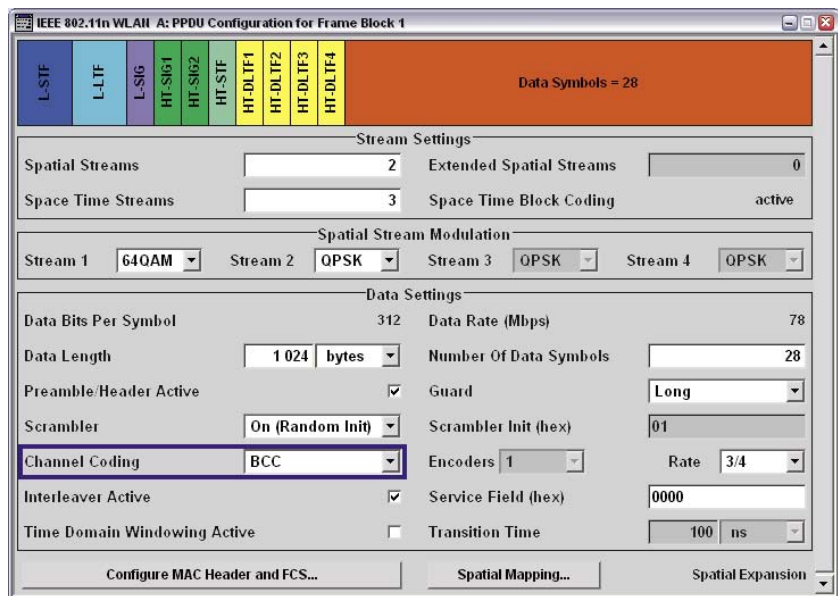 IEEE 802.11n WLAN A: PPDU Configuration for Frame Block 1
L-STF L-LTF L-SIG HT-SIG1 HT-SIG2 HT-STF HT-DLTF1 HT-DLTF2 HT-DLTF3 HT-DLTF4 Data Symbols = 28
Stream Settings
Spatial Streams 2 Extended Spatial Streams 0
Space Time Streams 3 Space Time Block Coding active
Spatial Stream Modulation
Stream 1 64QAM Stream 2 QPSK Stream 3 QPSK Stream 4 QPSK
Data Settings
Data Bits Per Symbol 312 Data Rate (Mbps) 78
Data Length 1 024 bytes Number Of Data Symbols 28
Preamble/Header Active Guard Long
Scrambler On (Random Init) Scrambler Init (hex) 01
Channel Coding BCC Encoders 1 Rate 3/4
Interleaver Active Service Field (hex) 0000
Time Domain Windowing Active Transition Time 100 ns
Configure MAC Header and FCS... Spatial Mapping... Spatial Expansion